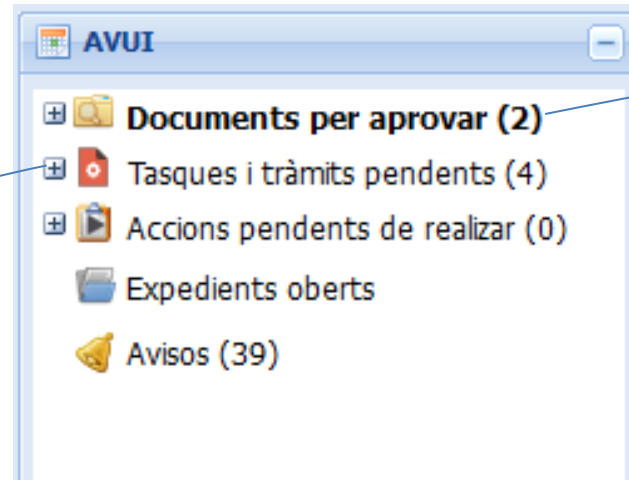 AVUI
Documents per aprovar (2)
Tasques i tràmits pendents (4)
Accions pendents de realizar (0)
Expedients oberts
Avisos (39)